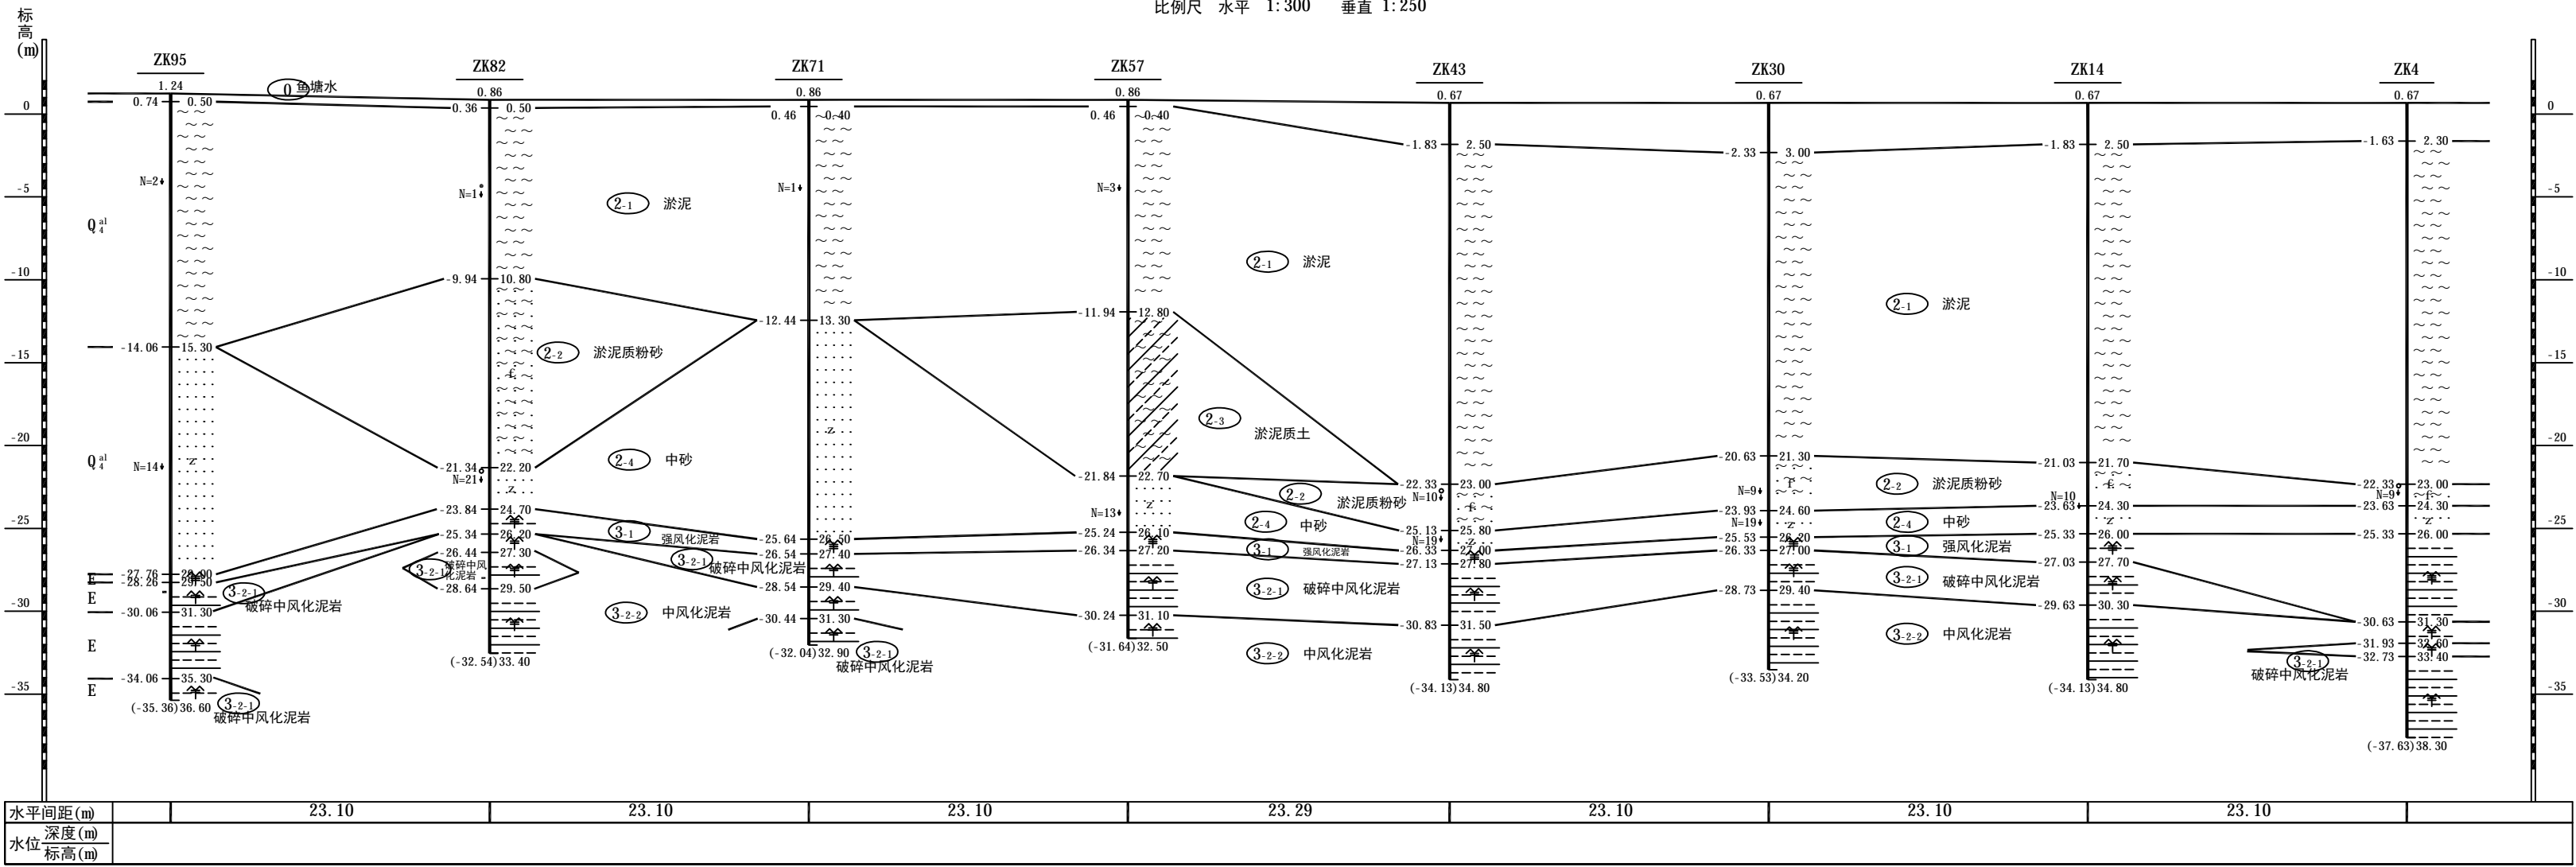 比例尺 水平 1:300 垂直 1:250
标高(m)
ZK95 ZK82 ZK71 ZK57 ZK43 ZK30 ZK14 ZK4
1.24 0.86 0.86 0.86 0.67 0.67 0.67 0.67
0 鱼塘水
0 0
0.74 0.50
0.36 0.50
0.46 0.40
0.46 0.40
-1.83 2.50
-2.33 3.00
-1.83 2.50
-1.63 2.30
N=2
N=1
N=1
N=3
-5 -5
Q al 4
2-1 淤泥
2-1 淤泥
2-1 淤泥
-10 -10
-9.94 10.80
-12.44 13.30
-11.94 12.80
-14.06 15.30
-15 -15
2-2 淤泥质粉砂
f
2-3 淤泥质土
-20 -20
Q al 4
N=14
z
-21.34 22.20
N=21
z
z
2-4 中砂
-21.84 22.70
z
N=13
-22.33 23.00
N=10
f
-20.63 21.30
f
N=9
-21.03 21.70
f
N=10
-22.33 23.00
N=9
f
2-2 淤泥质粉砂
2-2 淤泥质粉砂
-23.84 24.70
-25.13 25.80
N=19
z
-23.93 24.60
N=19
z
-23.63 24.30
z
-23.63 24.30
z
-25 -25
2-4 中砂
2-4 中砂
-25.34 26.20
-25.64 26.50
-25.24 26.10
-26.33 27.00
-25.53 26.20
-25.33 26.00
-25.33 26.00
3-1 强风化泥岩
3-1 强风化泥岩
3-1 强风化泥岩
-26.44 27.30
-26.54 27.40
-26.34 27.20
-27.13 27.80
-26.33 27.00
-27.03 27.70
-27.76 29.00
-28.26 29.50
E
3-2-1 破碎中风化泥岩
3-2-1 破碎中风化泥岩
3-2-1 破碎中风化泥岩
3-2-1 破碎中风化泥岩
3-2-1 破碎中风化泥岩
-28.64 29.50
-28.54 29.40
-28.73 29.40
-29.63 30.30
-30 -30
E
-30.06 31.30
-30.44 31.30
-30.24 31.10
-30.83 31.50
-30.63 31.30
3-2-2 中风化泥岩
3-2-2 中风化泥岩
3-2-2 中风化泥岩
-31.93 32.60
-32.73 33.40
E
(-32.54)33.40
(-32.04)32.90
(-31.64)32.50
3-2-1 破碎中风化泥岩
3-2-1 破碎中风化泥岩
-34.06 35.30
-35 -35
E
(-35.36)36.60
3-2-1 破碎中风化泥岩
(-34.13)34.80
(-33.53)34.20
(-34.13)34.80
(-37.63)38.30
水平间距(m) 23.10 23.10 23.10 23.29 23.10 23.10 23.10
水位 深度(m)
标高(m)